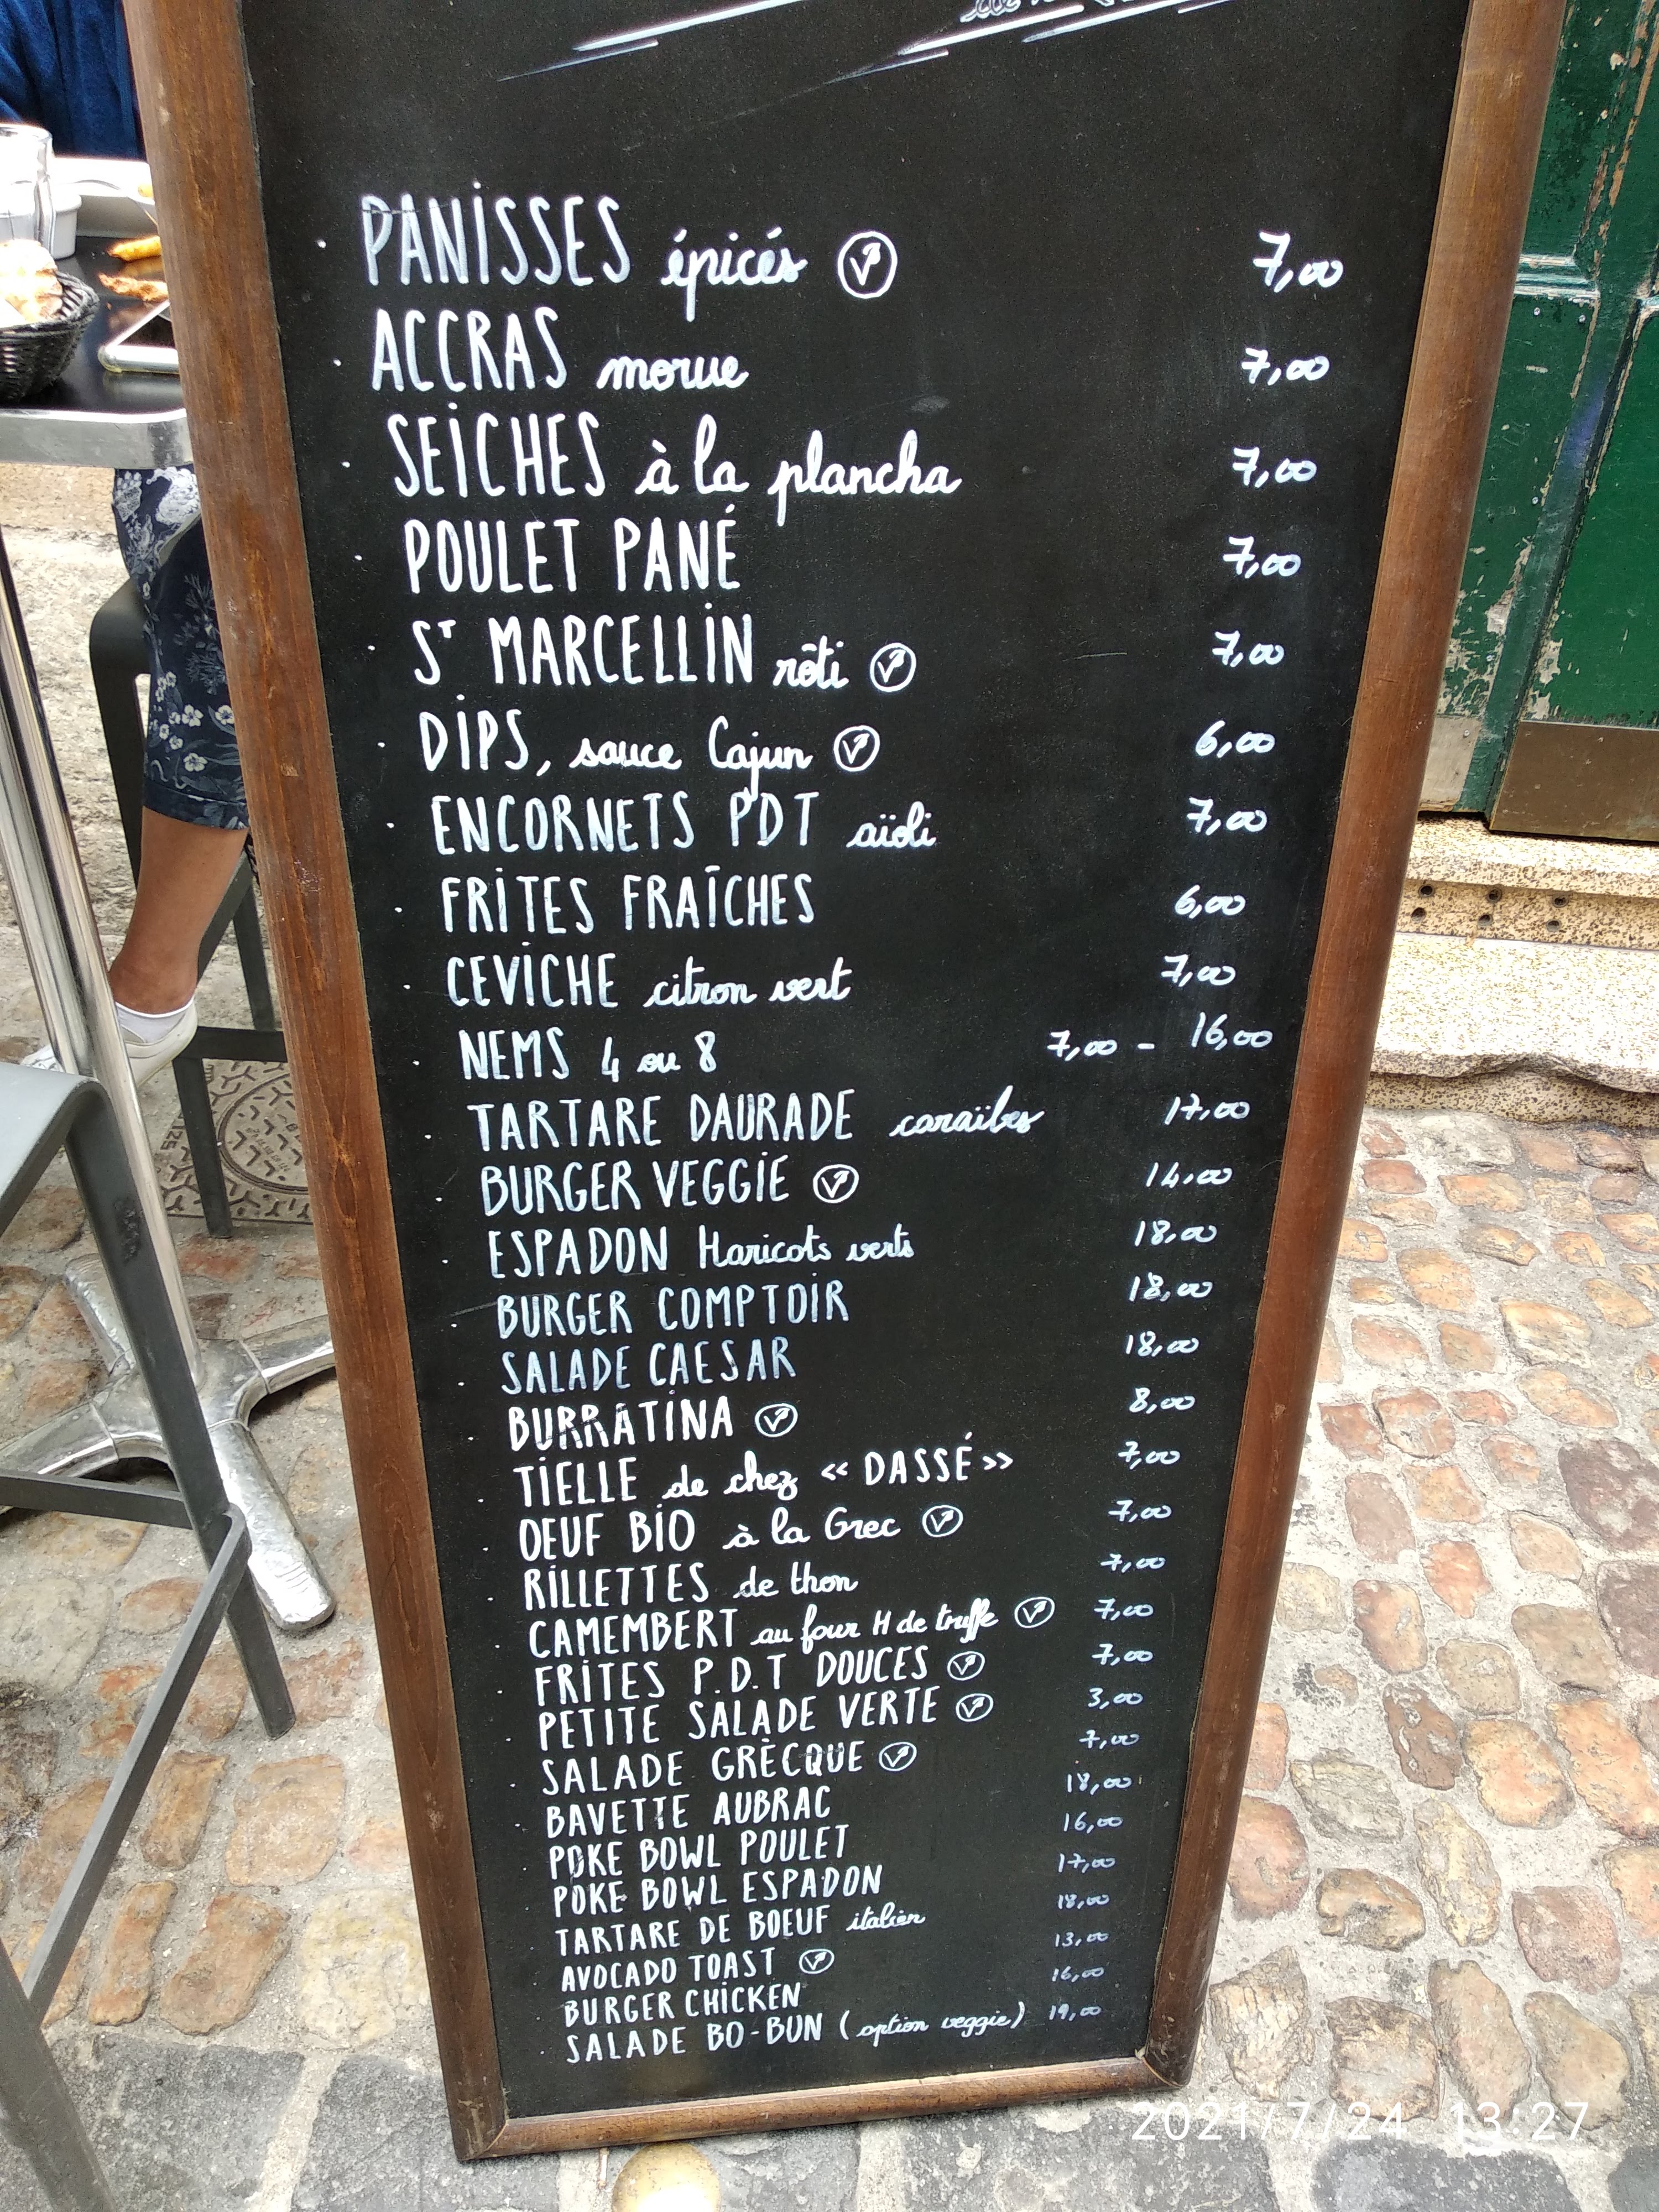 · PANISSES épicés Ⓥ 7,00
· ACCRAS morue 7,00
· SEICHES à la plancha 7,00
· POULET PANÉ 7,00
· ST MARCELLIN rôti Ⓥ 7,00
· DIPS, sauce Cajun Ⓥ 6,00
· ENCORNETS PDT aïoli 7,00
· FRITES FRAÎCHES 6,00
· CEVICHE citron vert 7,00
· NEMS 4 ou 8 7,00 - 16,00
· TARTARE DAURADE caraïbes 17,00
· BURGER VEGGIE Ⓥ 14,00
· ESPADON Haricots verts 18,00
· BURGER COMPTOIR 18,00
· SALADE CAESAR 18,00
· BURRATINA Ⓥ 8,00
· TIELLE de chez « DASSÉ » 7,00
· OEUF BIO à la Grec Ⓥ 7,00
· RILLETTES de thon 7,00
· CAMEMBERT au four H de truffe Ⓥ 7,00
· FRITES P.D.T DOUCES Ⓥ 7,00
· PETITE SALADE VERTE Ⓥ 3,00
· SALADE GRÈCQUE Ⓥ 7,00
· BAVETTE AUBRAC 18,00
· POKE BOWL POULET 16,00
· POKE BOWL ESPADON 17,00
· TARTARE DE BOEUF italien 18,00
· AVOCADO TOAST Ⓥ 13,00
· BURGER CHICKEN 16,00
· SALADE BO-BUN (option veggie) 19,00
2021/7/24 13:27